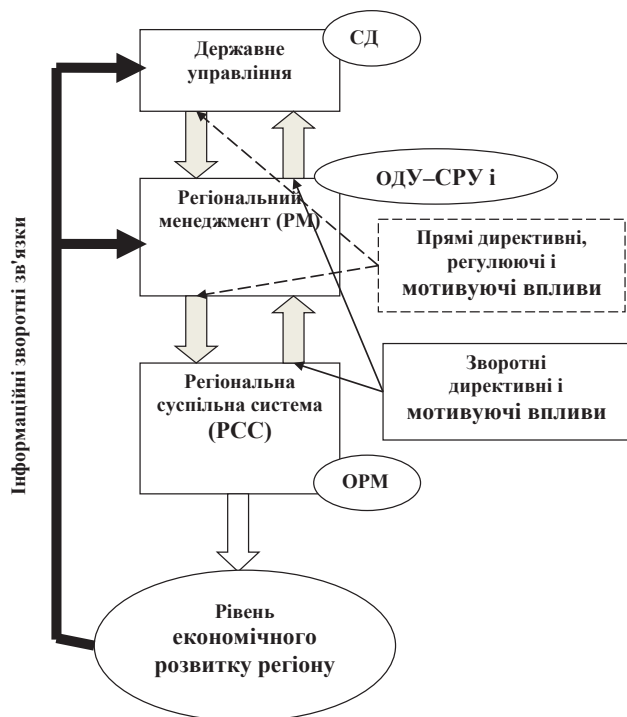 СД
Державне
управління
ОДУ–СРУ і
Регіональний
менеджмент (РМ)
Прямі директивні,
регулюючі і
мотивуючі впливи
Зворотні
директивні і
мотивуючі впливи
Регіональна
суспільна система
(РСС)
ОРМ
Рівень
економічного
розвитку регіону
Інформаційні зворотні зв'язки